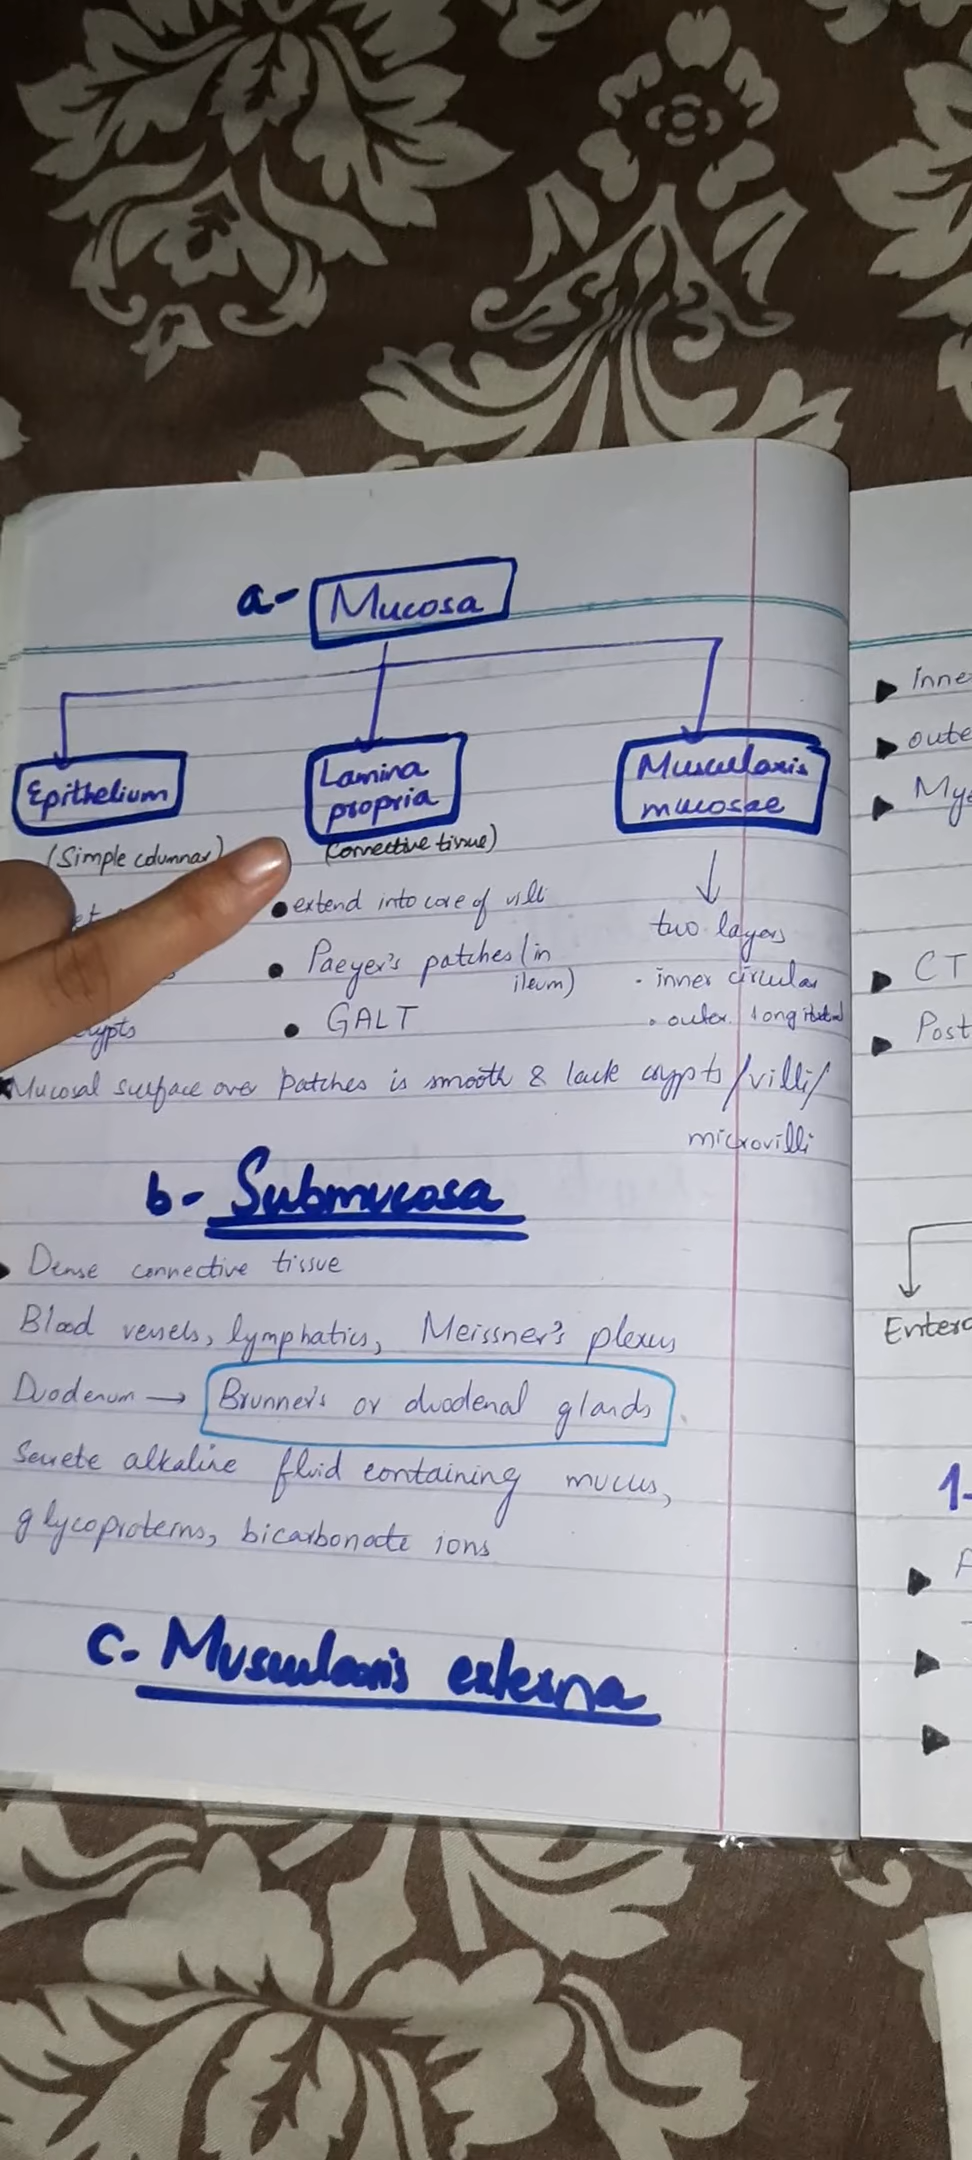 a- Mucosa
Epithelium
(Simple columnar)
crypts
Lamina
propria
(connective tissue)
extend into core of villi
Paeyer's patches (in
ileum)
GALT
Muscularis
mucosae
two layers
inner circular
outer longitudinal
Mucosal surface over patches is smooth & lack crypts/villi/
microvilli
b- Submucosa
Dense connective tissue
Blood vessels, lymphatics, Meissner's plexus
Duodenum → Brunner's or duodenal glands
Secrete alkaline fluid containing mucus,
glycoproteins, bicarbonate ions
c. Muscularis externa
Inne
oute
Mye
CT
Post
Entero
1-